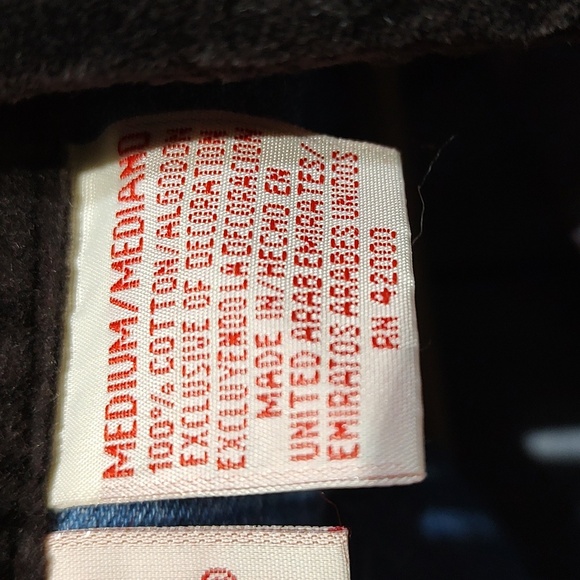 MEDIUM/MEDIANO
100% COTTON/ALGODON
EXCLUSIVE OF DECORATION
EXCLUYENDO LA DECORACION
MADE IN/HECHO EN
UNITED ARAB EMIRATES/
EMIRATOS ARABES UNIDOS
RN 42000